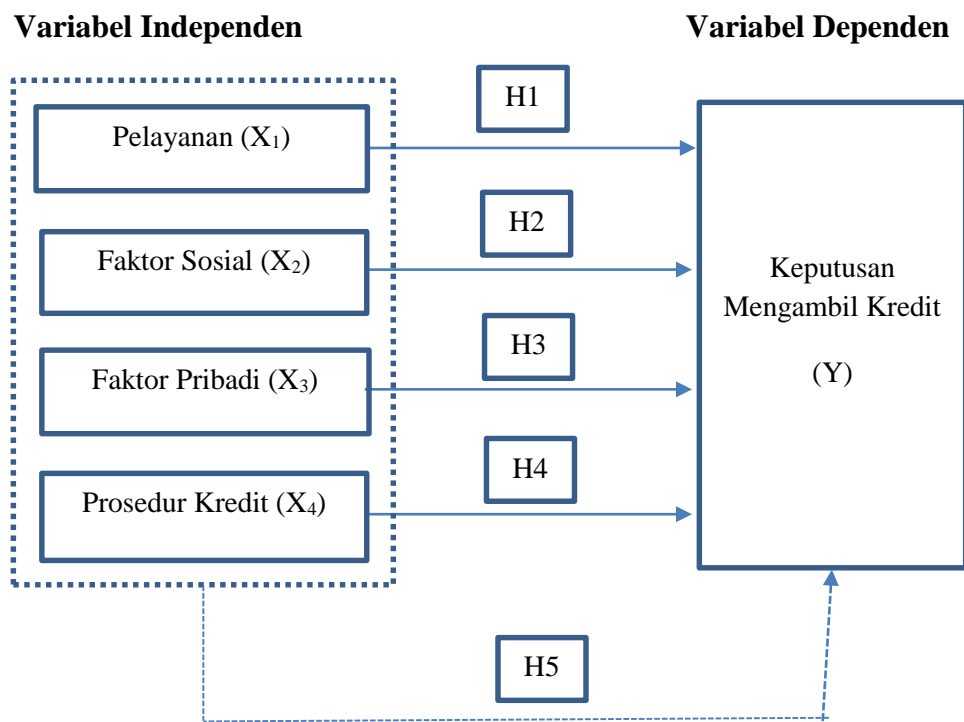 Variabel Independen
Variabel Dependen
H1
Pelayanan (X₁)
H2
Faktor Sosial (X₂)
Keputusan
Mengambil Kredit
(Y)
H3
Faktor Pribadi (X₃)
H4
Prosedur Kredit (X₄)
H5